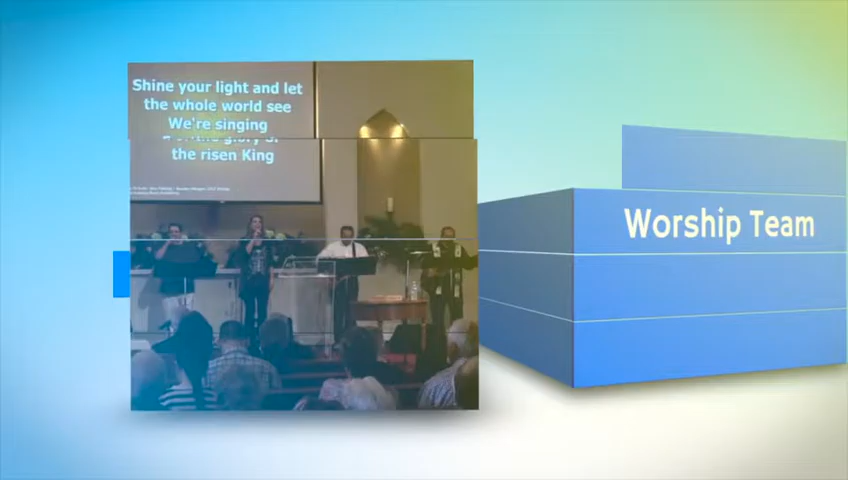 Shine your light and let
the whole world see
We're singing
the risen King
Worship Team